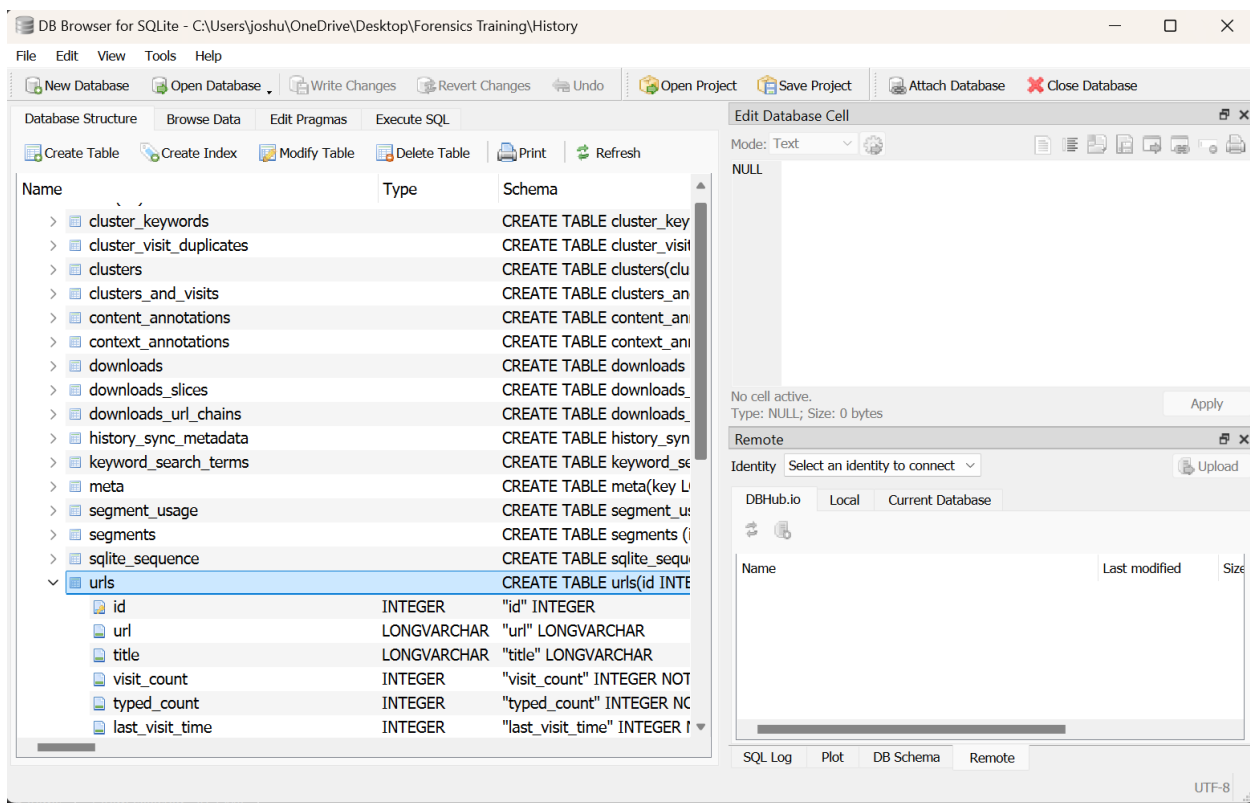 DB Browser for SQLite - C:\Users\joshu\OneDrive\Desktop\Forensics Training\History
File Edit View Tools Help
New Database Open Database Write Changes Revert Changes Undo Open Project Save Project Attach Database Close Database
Database Structure Browse Data Edit Pragmas Execute SQL
Create Table Create Index Modify Table Delete Table Print Refresh
Name Type Schema
cluster_keywords CREATE TABLE cluster_key
cluster_visit_duplicates CREATE TABLE cluster_visit
clusters CREATE TABLE clusters(clu
clusters_and_visits CREATE TABLE clusters_an
content_annotations CREATE TABLE content_an
context_annotations CREATE TABLE context_an
downloads CREATE TABLE downloads
downloads_slices CREATE TABLE downloads_
downloads_url_chains CREATE TABLE downloads_
history_sync_metadata CREATE TABLE history_syn
keyword_search_terms CREATE TABLE keyword_se
meta CREATE TABLE meta(key L
segment_usage CREATE TABLE segment_us
segments CREATE TABLE segments (i
sqlite_sequence CREATE TABLE sqlite_sequ
urls CREATE TABLE urls(id INTE
id INTEGER "id" INTEGER
url LONGVARCHAR "url" LONGVARCHAR
title LONGVARCHAR "title" LONGVARCHAR
visit_count INTEGER "visit_count" INTEGER NOT
typed_count INTEGER "typed_count" INTEGER NO
last_visit_time INTEGER "last_visit_time" INTEGER
Edit Database Cell
Mode: Text
NULL
No cell active.
Type: NULL; Size: 0 bytes
Apply
Remote
Identity Select an identity to connect Upload
DBHub.io Local Current Database
Name Last modified Size
SQL Log Plot DB Schema Remote
UTF-8